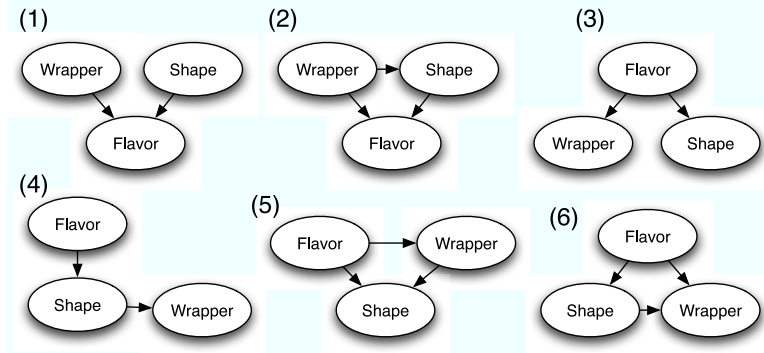 (1)
Wrapper
Shape
Flavor
(2)
Wrapper
Shape
Flavor
(3)
Flavor
Wrapper
Shape
(4)
Flavor
Shape
Wrapper
(5)
Flavor
Wrapper
Shape
(6)
Flavor
Shape
Wrapper